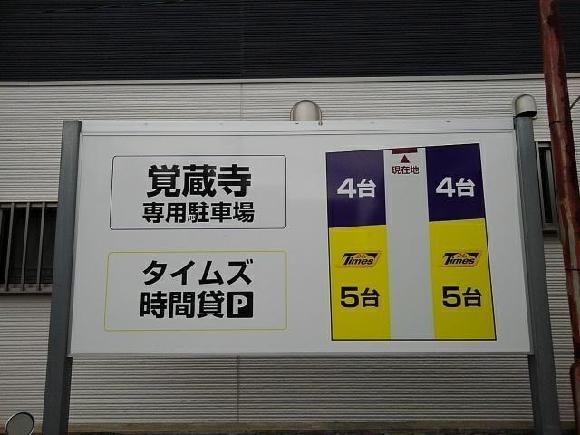 覚蔵寺
専用駐車場
タイムズ
時間貸P
現在地
4台
4台
Times
Times
5台
5台